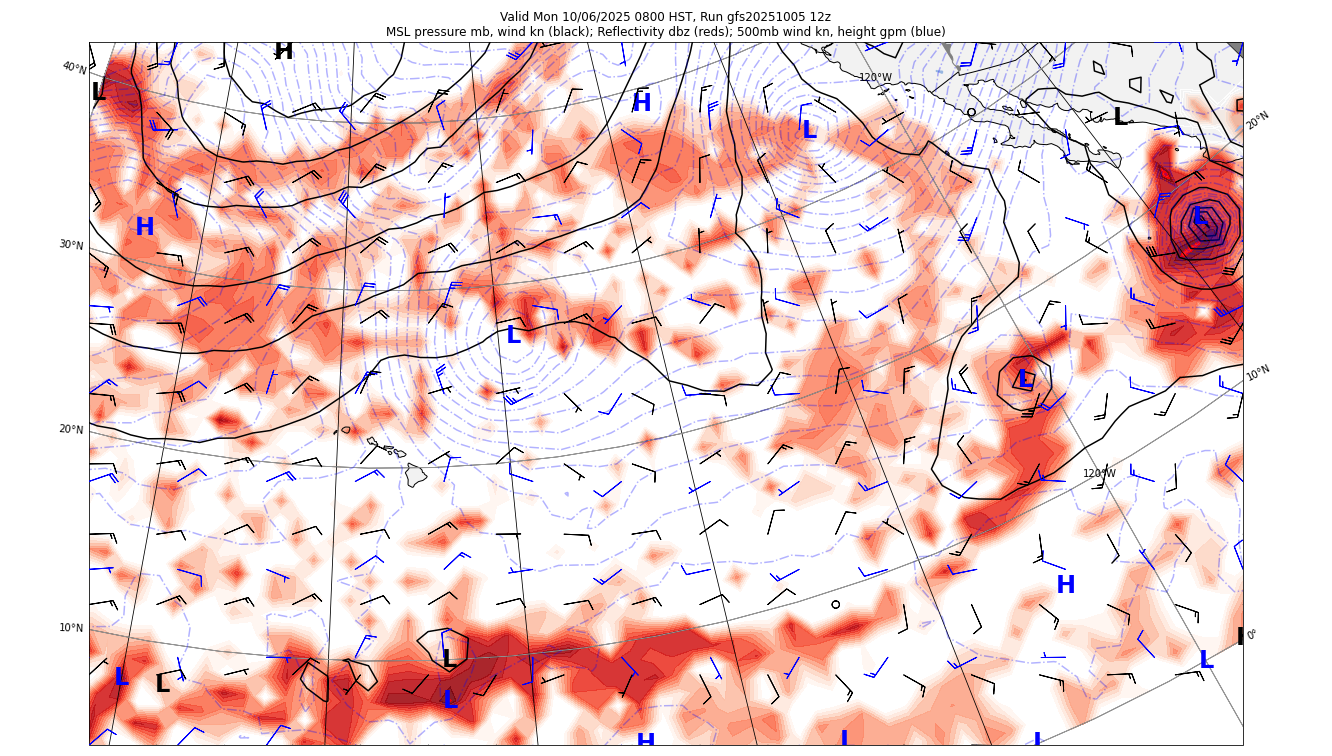 Valid Mon 10/06/2025 0800 HST, Run gfs20251005 12z
MSL pressure mb, wind kn (black); Reflectivity dbz (reds); 500mb wind kn, height gpm (blue)
H
40°N
120°W
L
H
L
L
20°N
H
L
30°N
L
L
10°N
20°N
120°W
H
10°N
0°
L
L
L
L
L
H
L
L